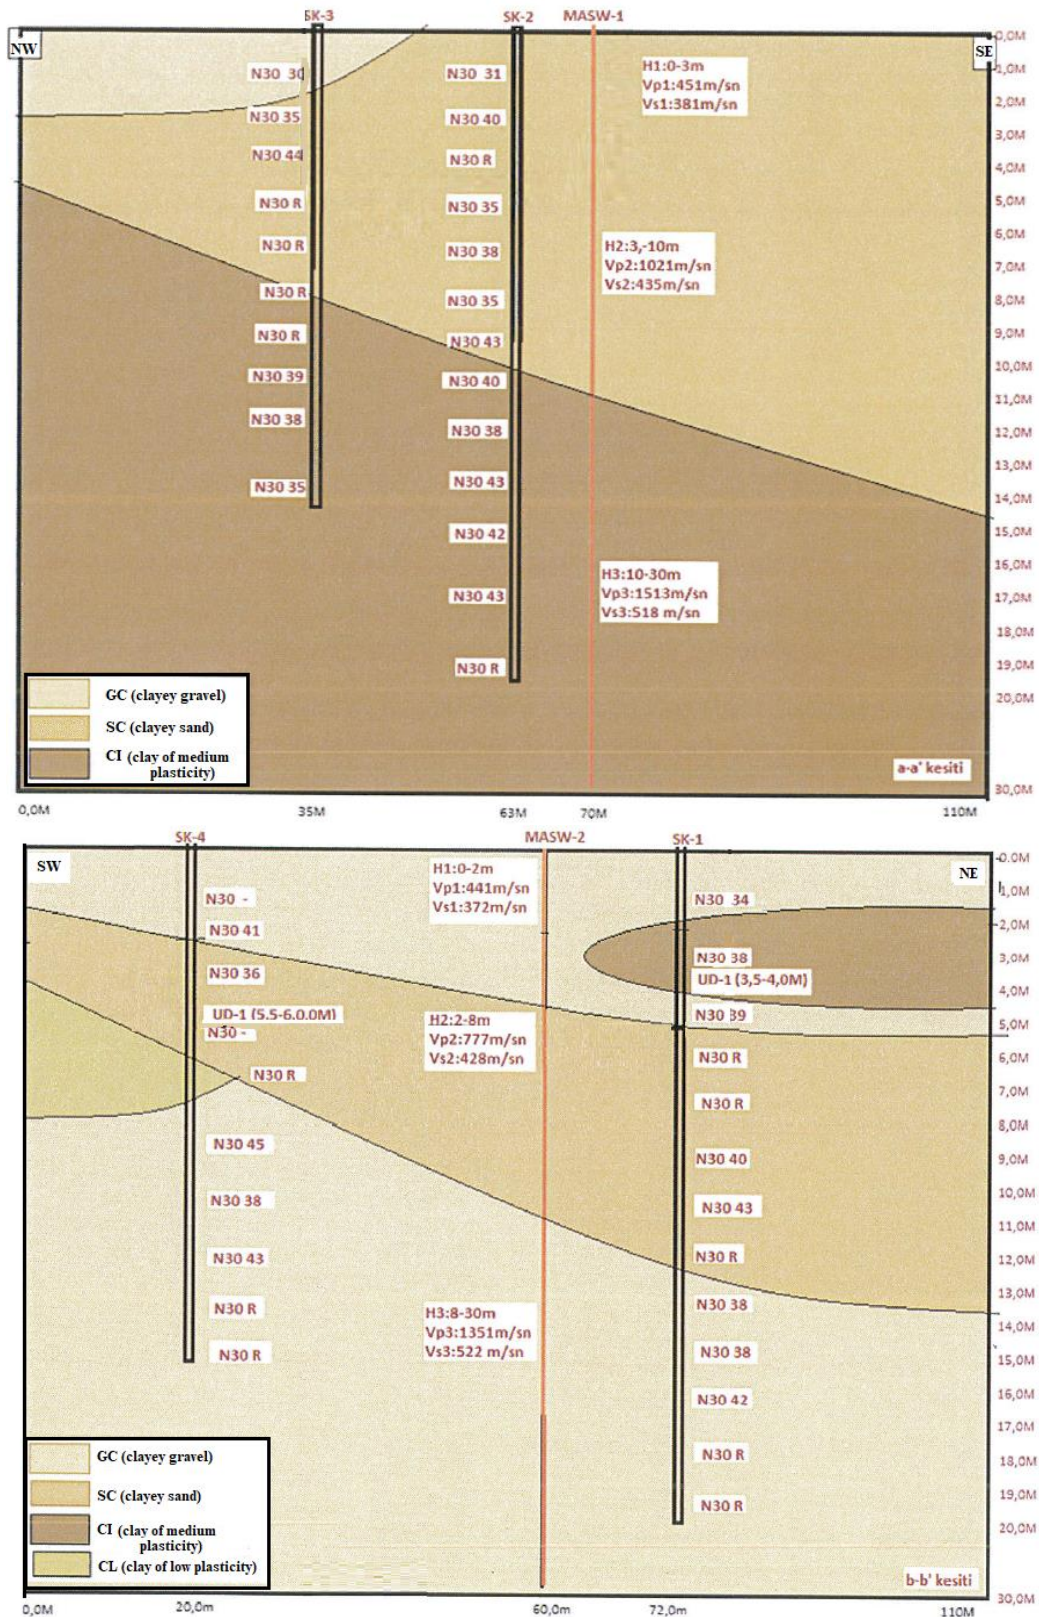 SK-3
SK-2
MASW-1
NW
SE
N30 30
N30 35
N30 44
N30 R
N30 R
N30 R
N30 R
N30 39
N30 38
N30 35
N30 31
N30 40
N30 R
N30 35
N30 38
N30 35
N30 43
N30 40
N30 38
N30 43
N30 42
N30 43
N30 R
H1:0-3m
Vp1:451m/sn
Vs1:381m/sn
H2:3,-10m
Vp2:1021m/sn
Vs2:435m/sn
H3:10-30m
Vp3:1513m/sn
Vs3:518 m/sn
0,0M
1,0M
2,0M
3,0M
4,0M
5,0M
6,0M
7,0M
8,0M
9,0M
10,0M
11,0M
12,0M
13,0M
14,0M
15,0M
16,0M
17,0M
18,0M
19,0M
20,0M
30,0M
GC (clayey gravel)
SC (clayey sand)
CI (clay of medium
plasticity)
a-a' kesiti
0,0M
35M
63M
70M
110M
SK-4
MASW-2
SK-1
SW
NE
N30 -
N30 41
N30 36
UD-1 (5.5-6.0.0M)
N30 -
N30 R
N30 45
N30 38
N30 43
N30 R
N30 R
H1:0-2m
Vp1:441m/sn
Vs1:372m/sn
H2:2-8m
Vp2:777m/sn
Vs2:428m/sn
H3:8-30m
Vp3:1351m/sn
Vs3:522 m/sn
N30 34
N30 38
UD-1 (3,5-4,0M)
N30 39
N30 R
N30 R
N30 40
N30 43
N30 R
N30 38
N30 38
N30 42
N30 R
N30 R
0.0M
1,0M
2,0M
3,0M
4,0M
5,0M
6,0M
7,0M
8,0M
9,0M
10,0M
11,0M
12,0M
13,0M
14,0M
15,0M
16,0M
17,0M
18,0M
19,0M
20,0M
30,0M
GC (clayey gravel)
SC (clayey sand)
CI (clay of medium
plasticity)
CL (clay of low plasticity)
b-b' kesiti
0,0M
20,0m
60,0m
72,0m
110M